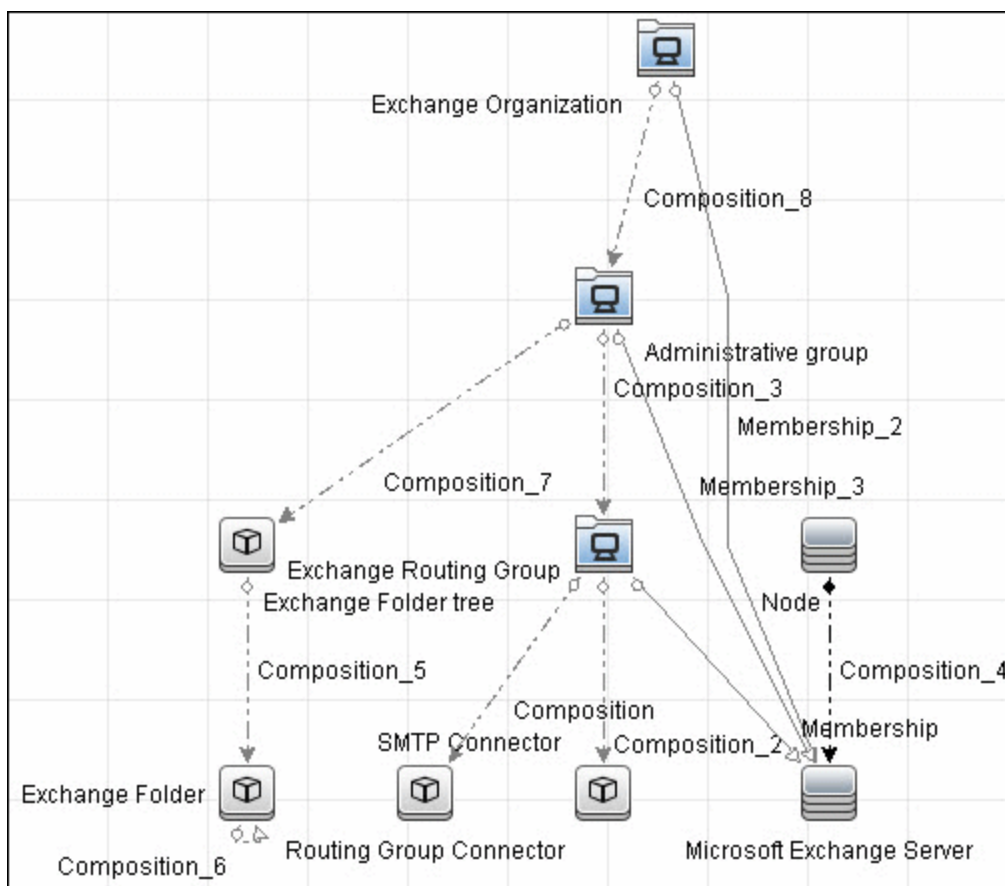 Exchange Organization
Composition_8
Administrative group
Composition_3
Membership_2
Composition_7
Membership_3
Exchange Routing Group
Exchange Folder tree
Node
Composition_5
Composition_4
Composition
Membership
SMTP Connector
Composition_2
Exchange Folder
Routing Group Connector
Microsoft Exchange Server
Composition_6